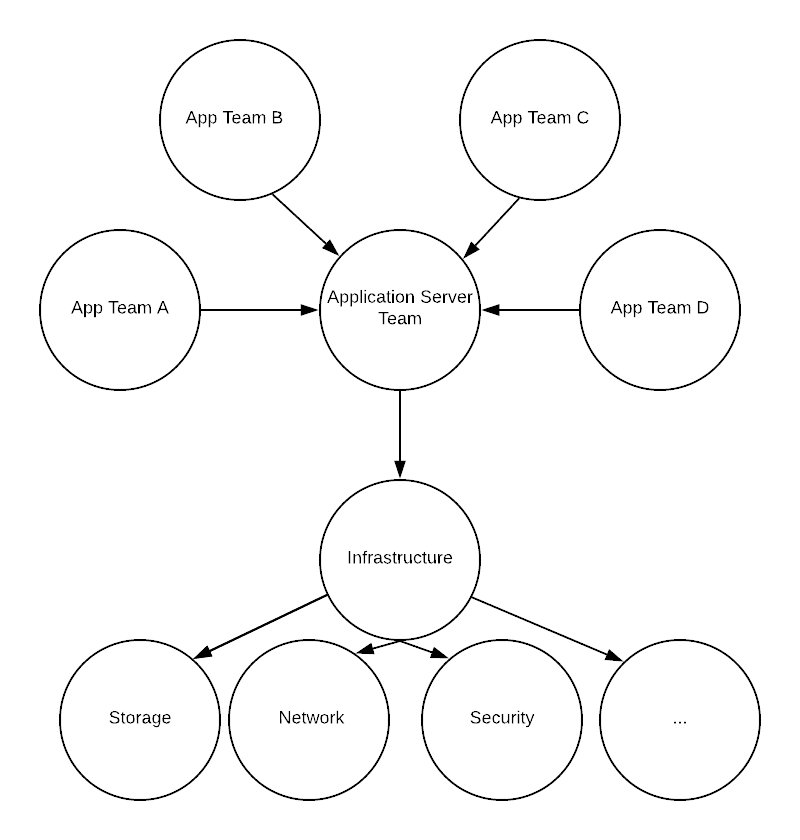 App Team B
App Team C
App Team A
Application Server
Team
App Team D
Infrastructure
Storage
Network
Security
...